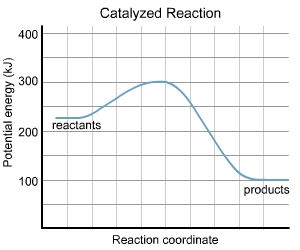 Catalyzed Reaction
Potential energy (kJ)
400
300
200
100
reactants
products
Reaction coordinate